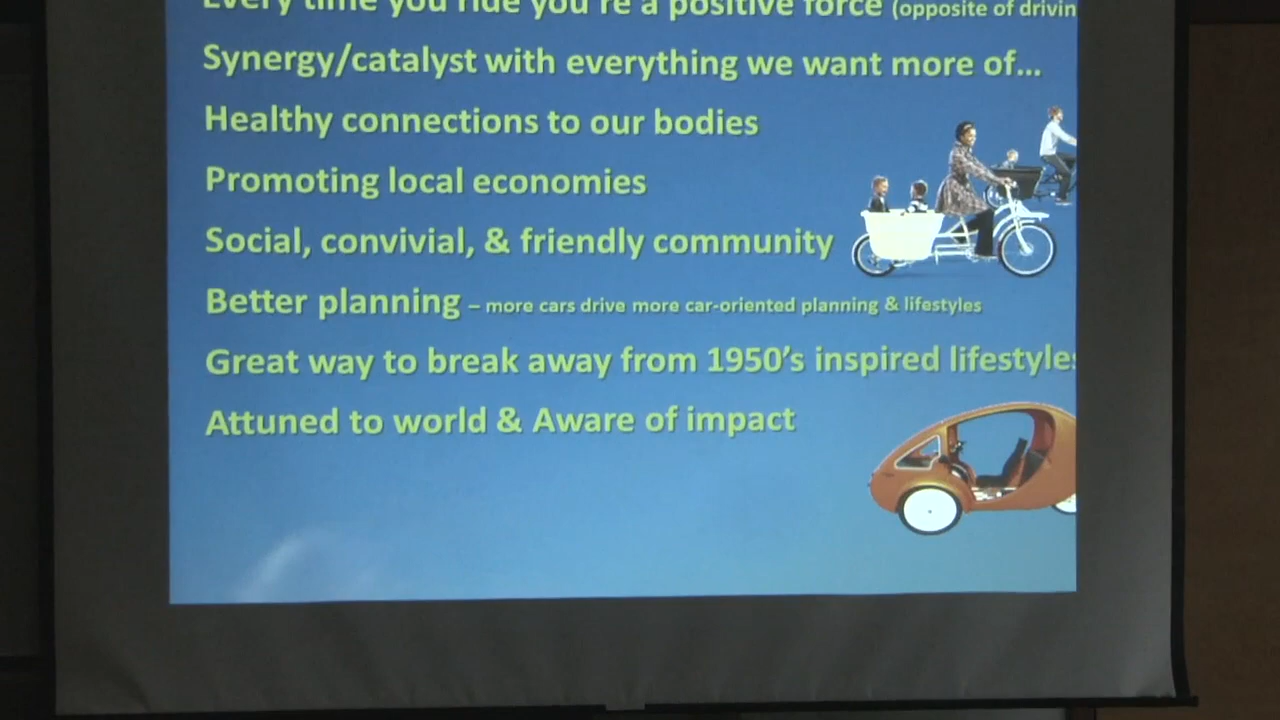 Every time you ride you're a positive force (opposite of drivin
Synergy/catalyst with everything we want more of...
Healthy connections to our bodies
Promoting local economies
Social, convivial, & friendly community
Better planning – more cars drive more car-oriented planning & lifestyles
Great way to break away from 1950's inspired lifestyles
Attuned to world & Aware of impact